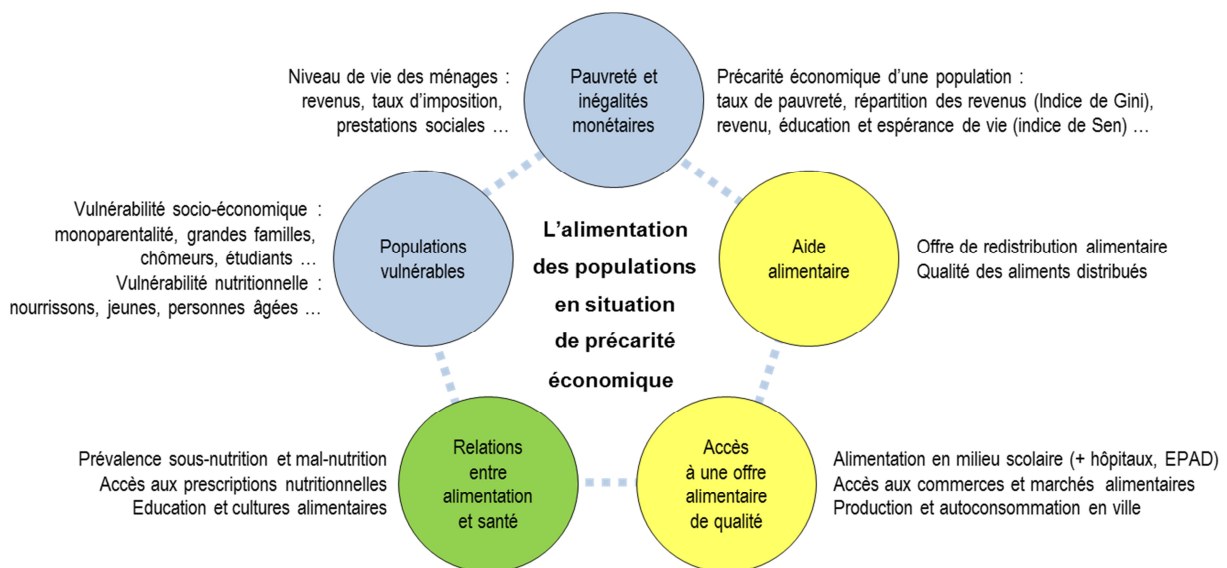 Niveau de vie des ménages :
revenus, taux d'imposition,
prestations sociales …
Pauvreté et
inégalités
monétaires
Précarité économique d'une population :
taux de pauvreté, répartition des revenus (Indice de Gini),
revenu, éducation et espérance de vie (indice de Sen) …
Vulnérabilité socio-économique :
monoparentalité, grandes familles,
chômeurs, étudiants …
Vulnérabilité nutritionnelle :
nourrissons, jeunes, personnes âgées …
Populations
vulnérables
L'alimentation
des populations
en situation
de précarité
économique
Aide
alimentaire
Offre de redistribution alimentaire
Qualité des aliments distribués
Prévalence sous-nutrition et mal-nutrition
Accès aux prescriptions nutritionnelles
Education et cultures alimentaires
Relations
entre
alimentation
et santé
Accès
à une offre
alimentaire
de qualité
Alimentation en milieu scolaire (+ hôpitaux, EPAD)
Accès aux commerces et marchés alimentaires
Production et autoconsommation en ville